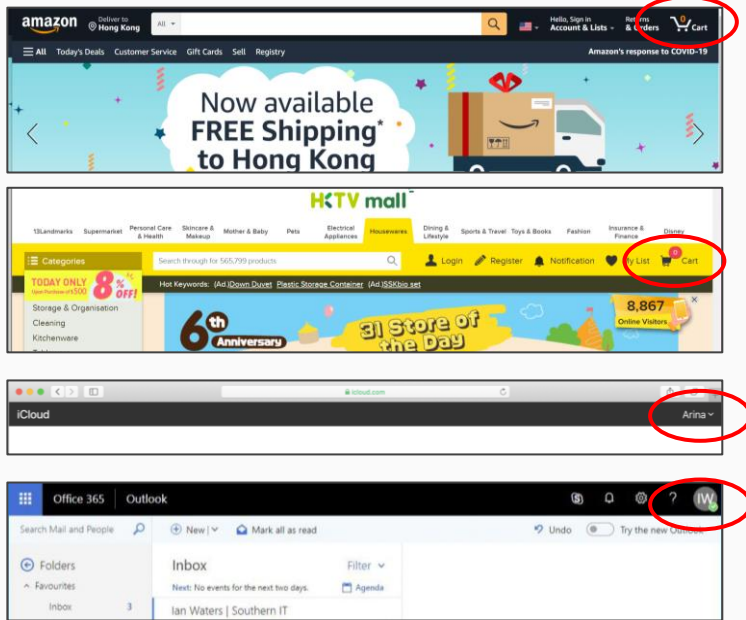 amazon Deliver to Hong Kong All Hello, Sign in Account & Lists Returns & Orders 0 Cart
All Today's Deals Customer Service Gift Cards Sell Registry Amazon's response to COVID-19
Now available
FREE Shipping*
to Hong Kong
HKTV mall
13Landmarks Supermarket Personal Care & Health Skincare & Makeup Mother & Baby Pets Electrical Appliances Housewares Dining & Lifestyle Sports & Travel Toys & Books Fashion Insurance & Finance Disney
Categories Search through for 565,799 products Login Register Notification My List 0 Cart
TODAY ONLY 8% OFF! Hot Keywords: (Ad.)Down Duvet Plastic Storage Container (Ad.)SSKbio set
Storage & Organisation
Cleaning
Kitchenware
6th Anniversary
31 Store of the Day
8,867
Online Visitors
icloud.com
iCloud Arina
Office 365 Outlook ? IW
Search Mail and People New Mark all as read Undo Try the new Outlook
Folders Inbox Filter
Favourites Next: No events for the next two days. Agenda
Inbox 3 Ian Waters | Southern IT